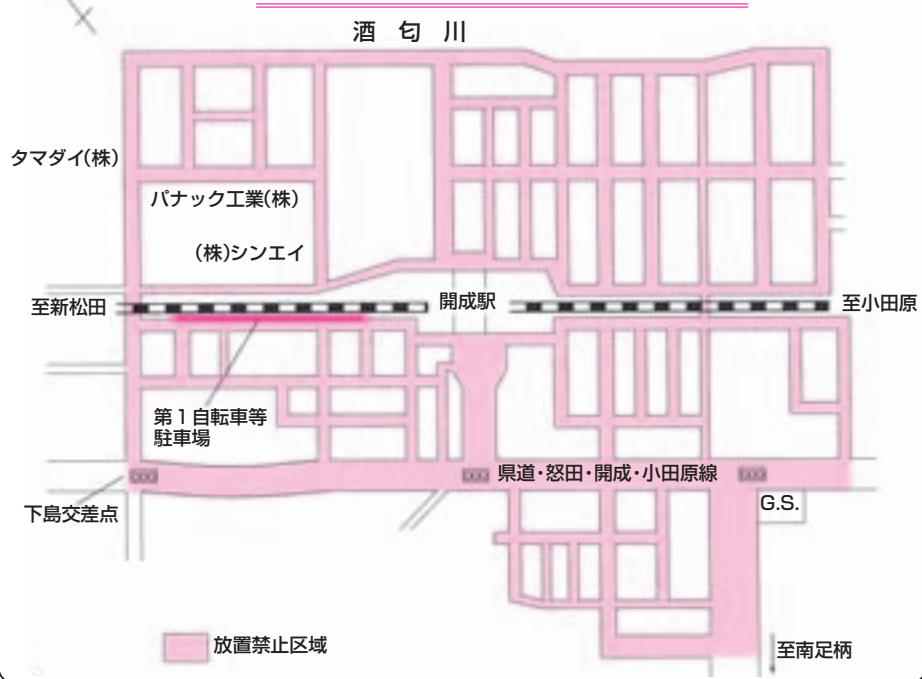 酒匂川
タマダイ(株)
パナック工業(株)
(株)シンエイ
至新松田
開成駅
至小田原
第1自転車等
駐車場
県道・怒田・開成・小田原線
下島交差点
G.S.
放置禁止区域
至南足柄